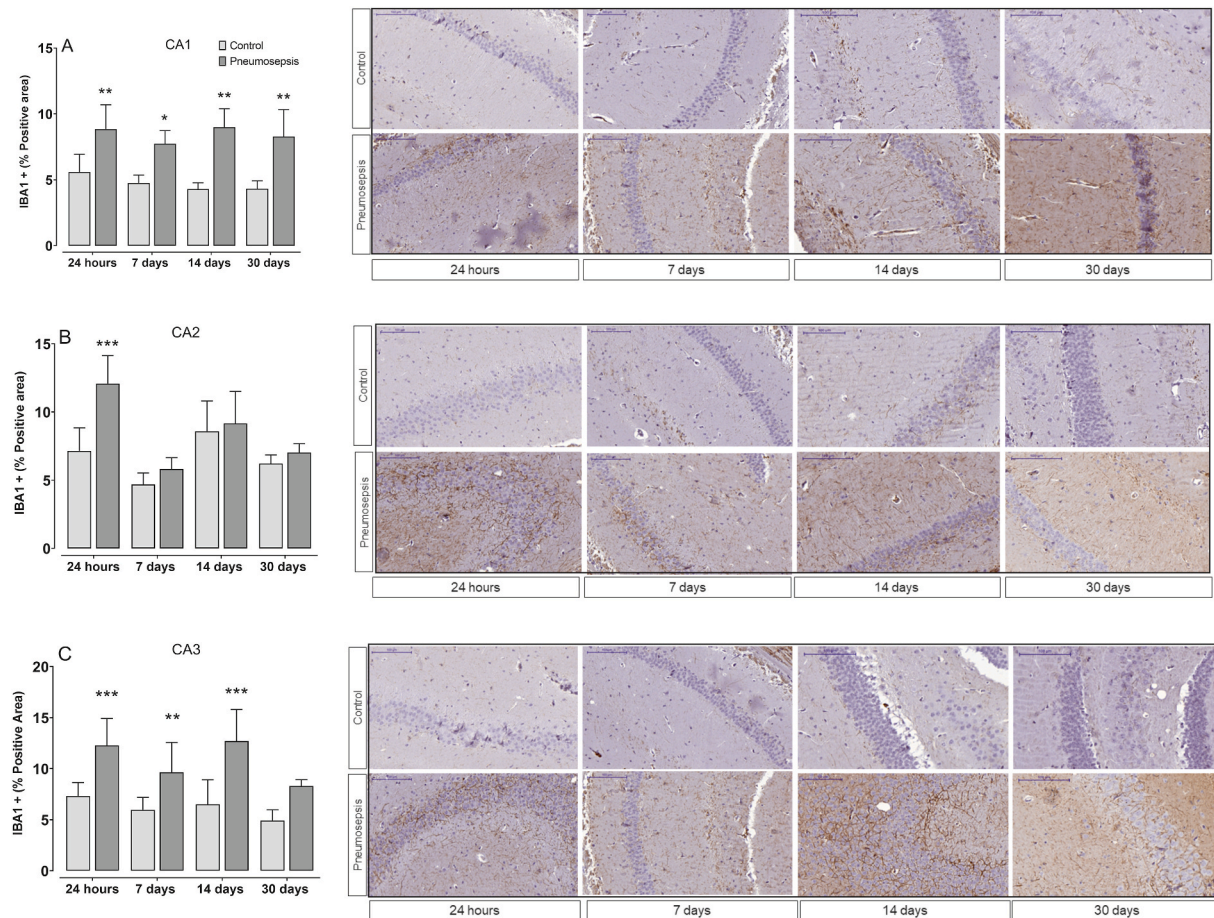 A
CA1
Control
Pneumosepsis
IBA1 + (% Positive area)
15
10
5
0
**
*
**
**
24 hours
7 days
14 days
30 days
Control
Pneumosepsis
24 hours
7 days
14 days
30 days
B
CA2
IBA1 + (% Positive area)
15
10
5
0
***
24 hours
7 days
14 days
30 days
Control
Pneumosepsis
24 hours
7 days
14 days
30 days
C
CA3
IBA1 + (% Positive Area)
20
15
10
5
0
***
**
***
24 hours
7 days
14 days
30 days
Control
Pneumosepsis
24 hours
7 days
14 days
30 days